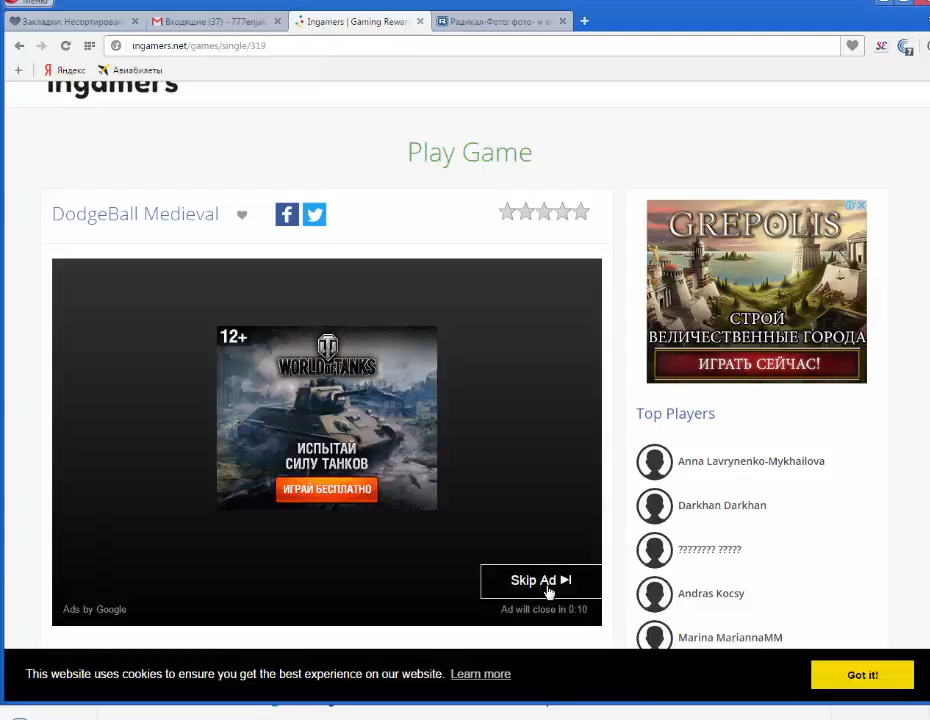 Меню
Закладки: Несортирован
Входящие (37) - 777enjak
Ingamers | Gaming Rewar
Радикал-Фото: фото- и в
ingamers.net/games/single/319
Яндекс
Авиабилеты
ingamers
Play Game
DodgeBall Medieval
12+
WORLD OF TANKS
ИСПЫТАЙ
СИЛУ ТАНКОВ
ИГРАЙ БЕСПЛАТНО
Skip Ad
Ads by Google
Ad will close in 0:10
GREPOLIS
СТРОЙ
ВЕЛИЧЕСТВЕННЫЕ ГОРОДА
ИГРАТЬ СЕЙЧАС!
Top Players
Anna Lavrynenko-Mykhailova
Darkhan Darkhan
???????? ?????
Andras Kocsy
Marina MariannaMM
This website uses cookies to ensure you get the best experience on our website. Learn more
Got it!